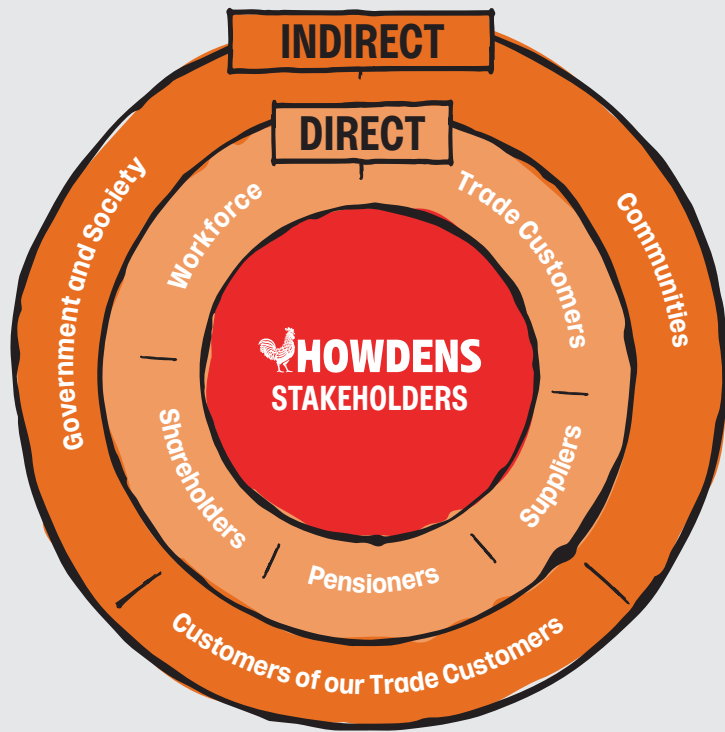 INDIRECT
DIRECT
Government and Society
Workforce
Trade Customers
Communities
HOWDENS
STAKEHOLDERS
Shareholders
Suppliers
Pensioners
Customers of our Trade Customers